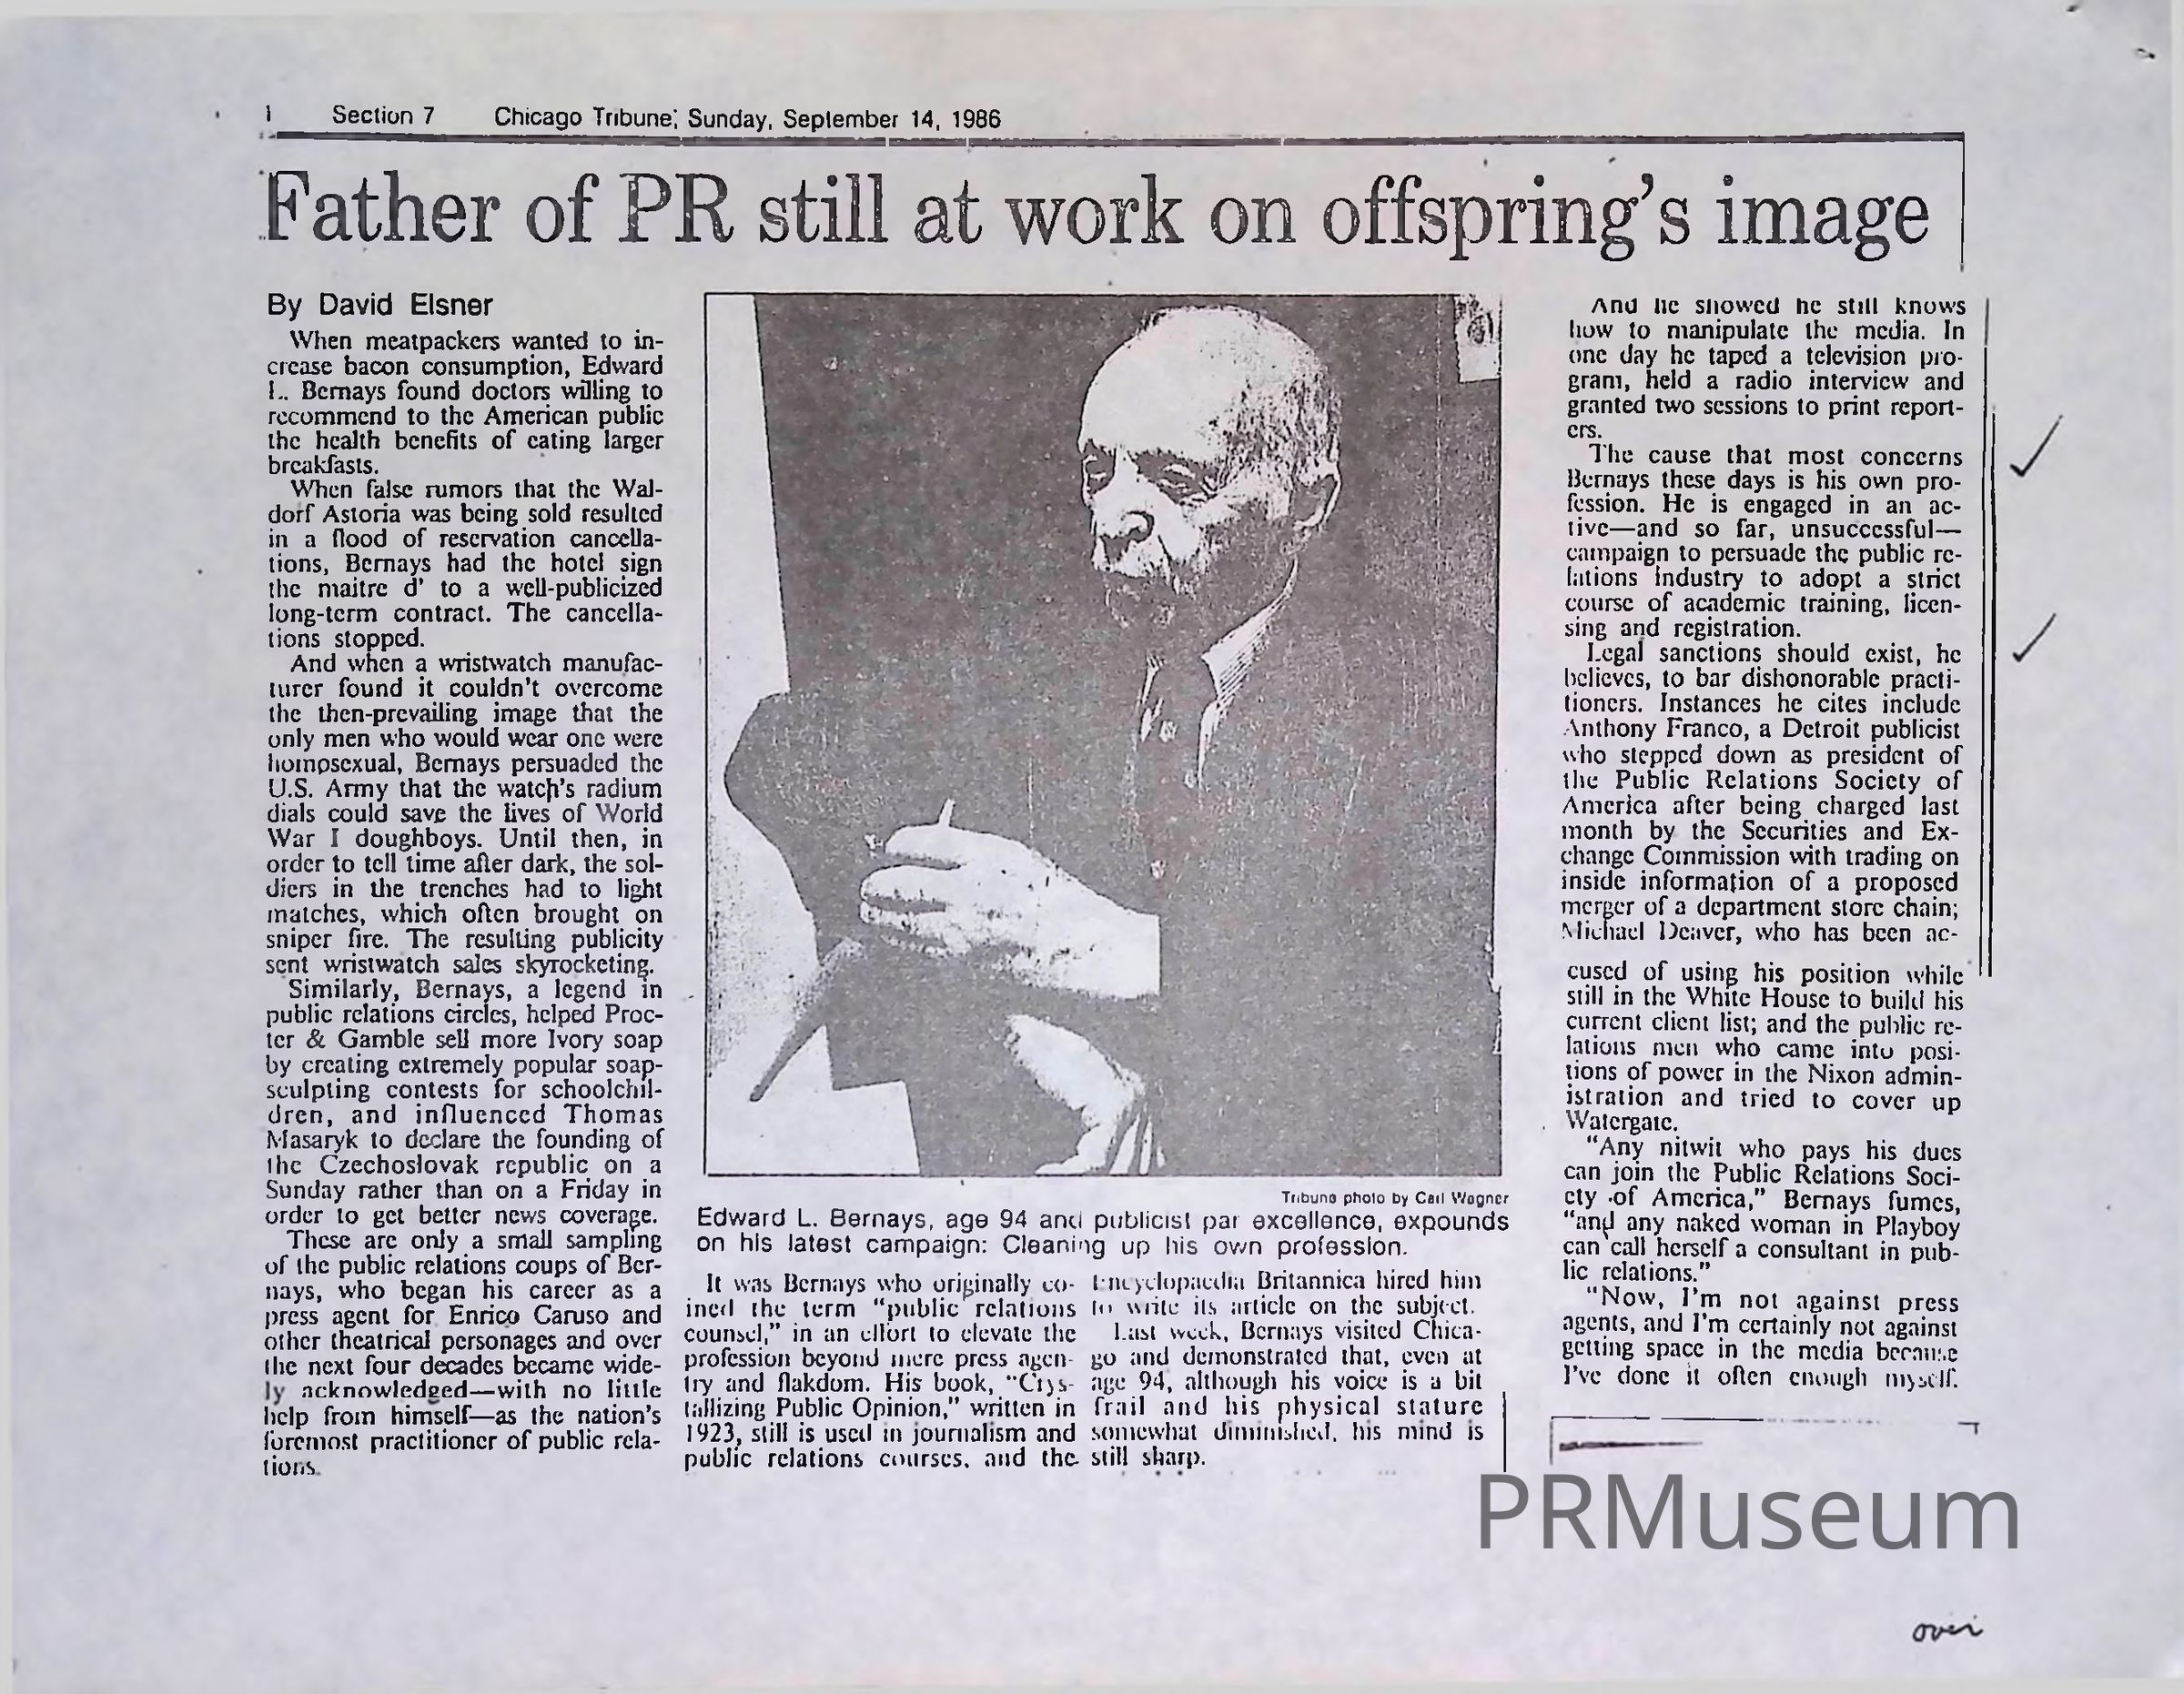 1 Section 7 Chicago Tribune, Sunday, September 14, 1986
Father of PR still at work on offspring's image
By David Elsner
When meatpackers wanted to in-
crease bacon consumption, Edward
L. Bernays found doctors willing to
recommend to the American public
the health benefits of eating larger
breakfasts.
When false rumors that the Wal-
dorf Astoria was being sold resulted
in a flood of reservation cancella-
tions, Bernays had the hotel sign
the maitre d' to a well-publicized
long-term contract. The cancella-
tions stopped.
And when a wristwatch manufac-
turer found it couldn't overcome
the then-prevailing image that the
only men who would wear one were
homosexual, Bernays persuaded the
U.S. Army that the watch's radium
dials could save the lives of World
War I doughboys. Until then, in
order to tell time after dark, the sol-
diers in the trenches had to light
matches, which often brought on
sniper fire. The resulting publicity
sent wristwatch sales skyrocketing.
Similarly, Bernays, a legend in
public relations circles, helped Proc-
ter & Gamble sell more Ivory soap
by creating extremely popular soap-
sculpting contests for schoolchil-
dren, and influenced Thomas
Masaryk to declare the founding of
the Czechoslovak republic on a
Sunday rather than on a Friday in
order to get better news coverage.
These are only a small sampling
of the public relations coups of Ber-
nays, who began his career as a
press agent for Enrico Caruso and
other theatrical personages and over
the next four decades became wide-
ly acknowledged—with no little
help from himself—as the nation's
foremost practitioner of public rela-
tions.
Tribune photo by Carl Wagner
Edward L. Bernays, age 94 and publicist par excellence, expounds
on his latest campaign: Cleaning up his own profession.
It was Bernays who originally co-
ined the term "public relations
counsel," in an effort to elevate the
profession beyond mere press agen-
try and flakdom. His book, "Crys-
tallizing Public Opinion," written in
1923, still is used in journalism and
public relations courses, and the
Encyclopaedia Britannica hired him
to write its article on the subject.
Last week, Bernays visited Chica-
go and demonstrated that, even at
age 94, although his voice is a bit
frail and his physical stature
somewhat diminished, his mind is
still sharp.
And he showed he still knows
how to manipulate the media. In
one day he taped a television pro-
gram, held a radio interview and
granted two sessions to print report-
ers.
The cause that most concerns
Bernays these days is his own pro-
fession. He is engaged in an ac-
tive—and so far, unsuccessful—
campaign to persuade the public re-
lations industry to adopt a strict
course of academic training, licen-
sing and registration.
Legal sanctions should exist, he
believes, to bar dishonorable practi-
tioners. Instances he cites include
Anthony Franco, a Detroit publicist
who stepped down as president of
the Public Relations Society of
America after being charged last
month by the Securities and Ex-
change Commission with trading on
inside information of a proposed
merger of a department store chain;
Michael Deaver, who has been ac-
cused of using his position while
still in the White House to build his
current client list; and the public re-
lations men who came into posi-
tions of power in the Nixon admin-
istration and tried to cover up
Watergate.
"Any nitwit who pays his dues
can join the Public Relations Soci-
ety of America," Bernays fumes,
"and any naked woman in Playboy
can call herself a consultant in pub-
lic relations."
"Now, I'm not against press
agents, and I'm certainly not against
getting space in the media because
I've done it often enough myself.
PRMuseum
over